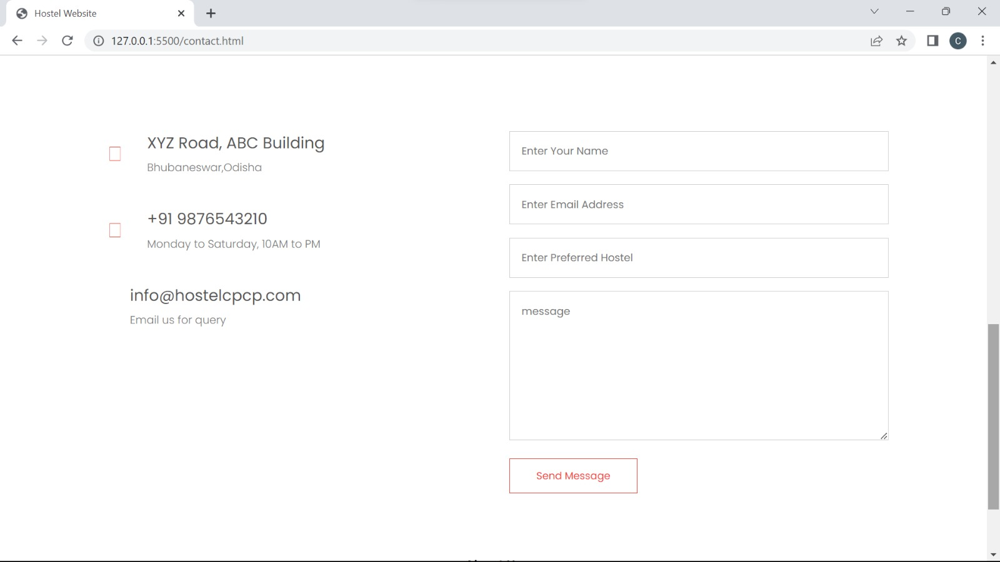 Hostel Website
127.0.0.1:5500/contact.html
C
XYZ Road, ABC Building
Bhubaneswar,Odisha
+91 9876543210
Monday to Saturday, 10AM to PM
info@hostelcpcp.com
Email us for query
Enter Your Name
Enter Email Address
Enter Preferred Hostel
message
Send Message